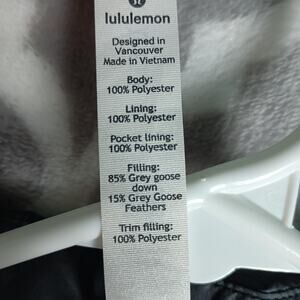 lululemon
Designed in
Vancouver
Made in Vietnam
Body:
100% Polyester
Lining:
100% Polyester
Pocket lining:
100% Polyester
Filling:
85% Grey goose
down
15% Grey Goose
Feathers
Trim filling:
100% Polyester